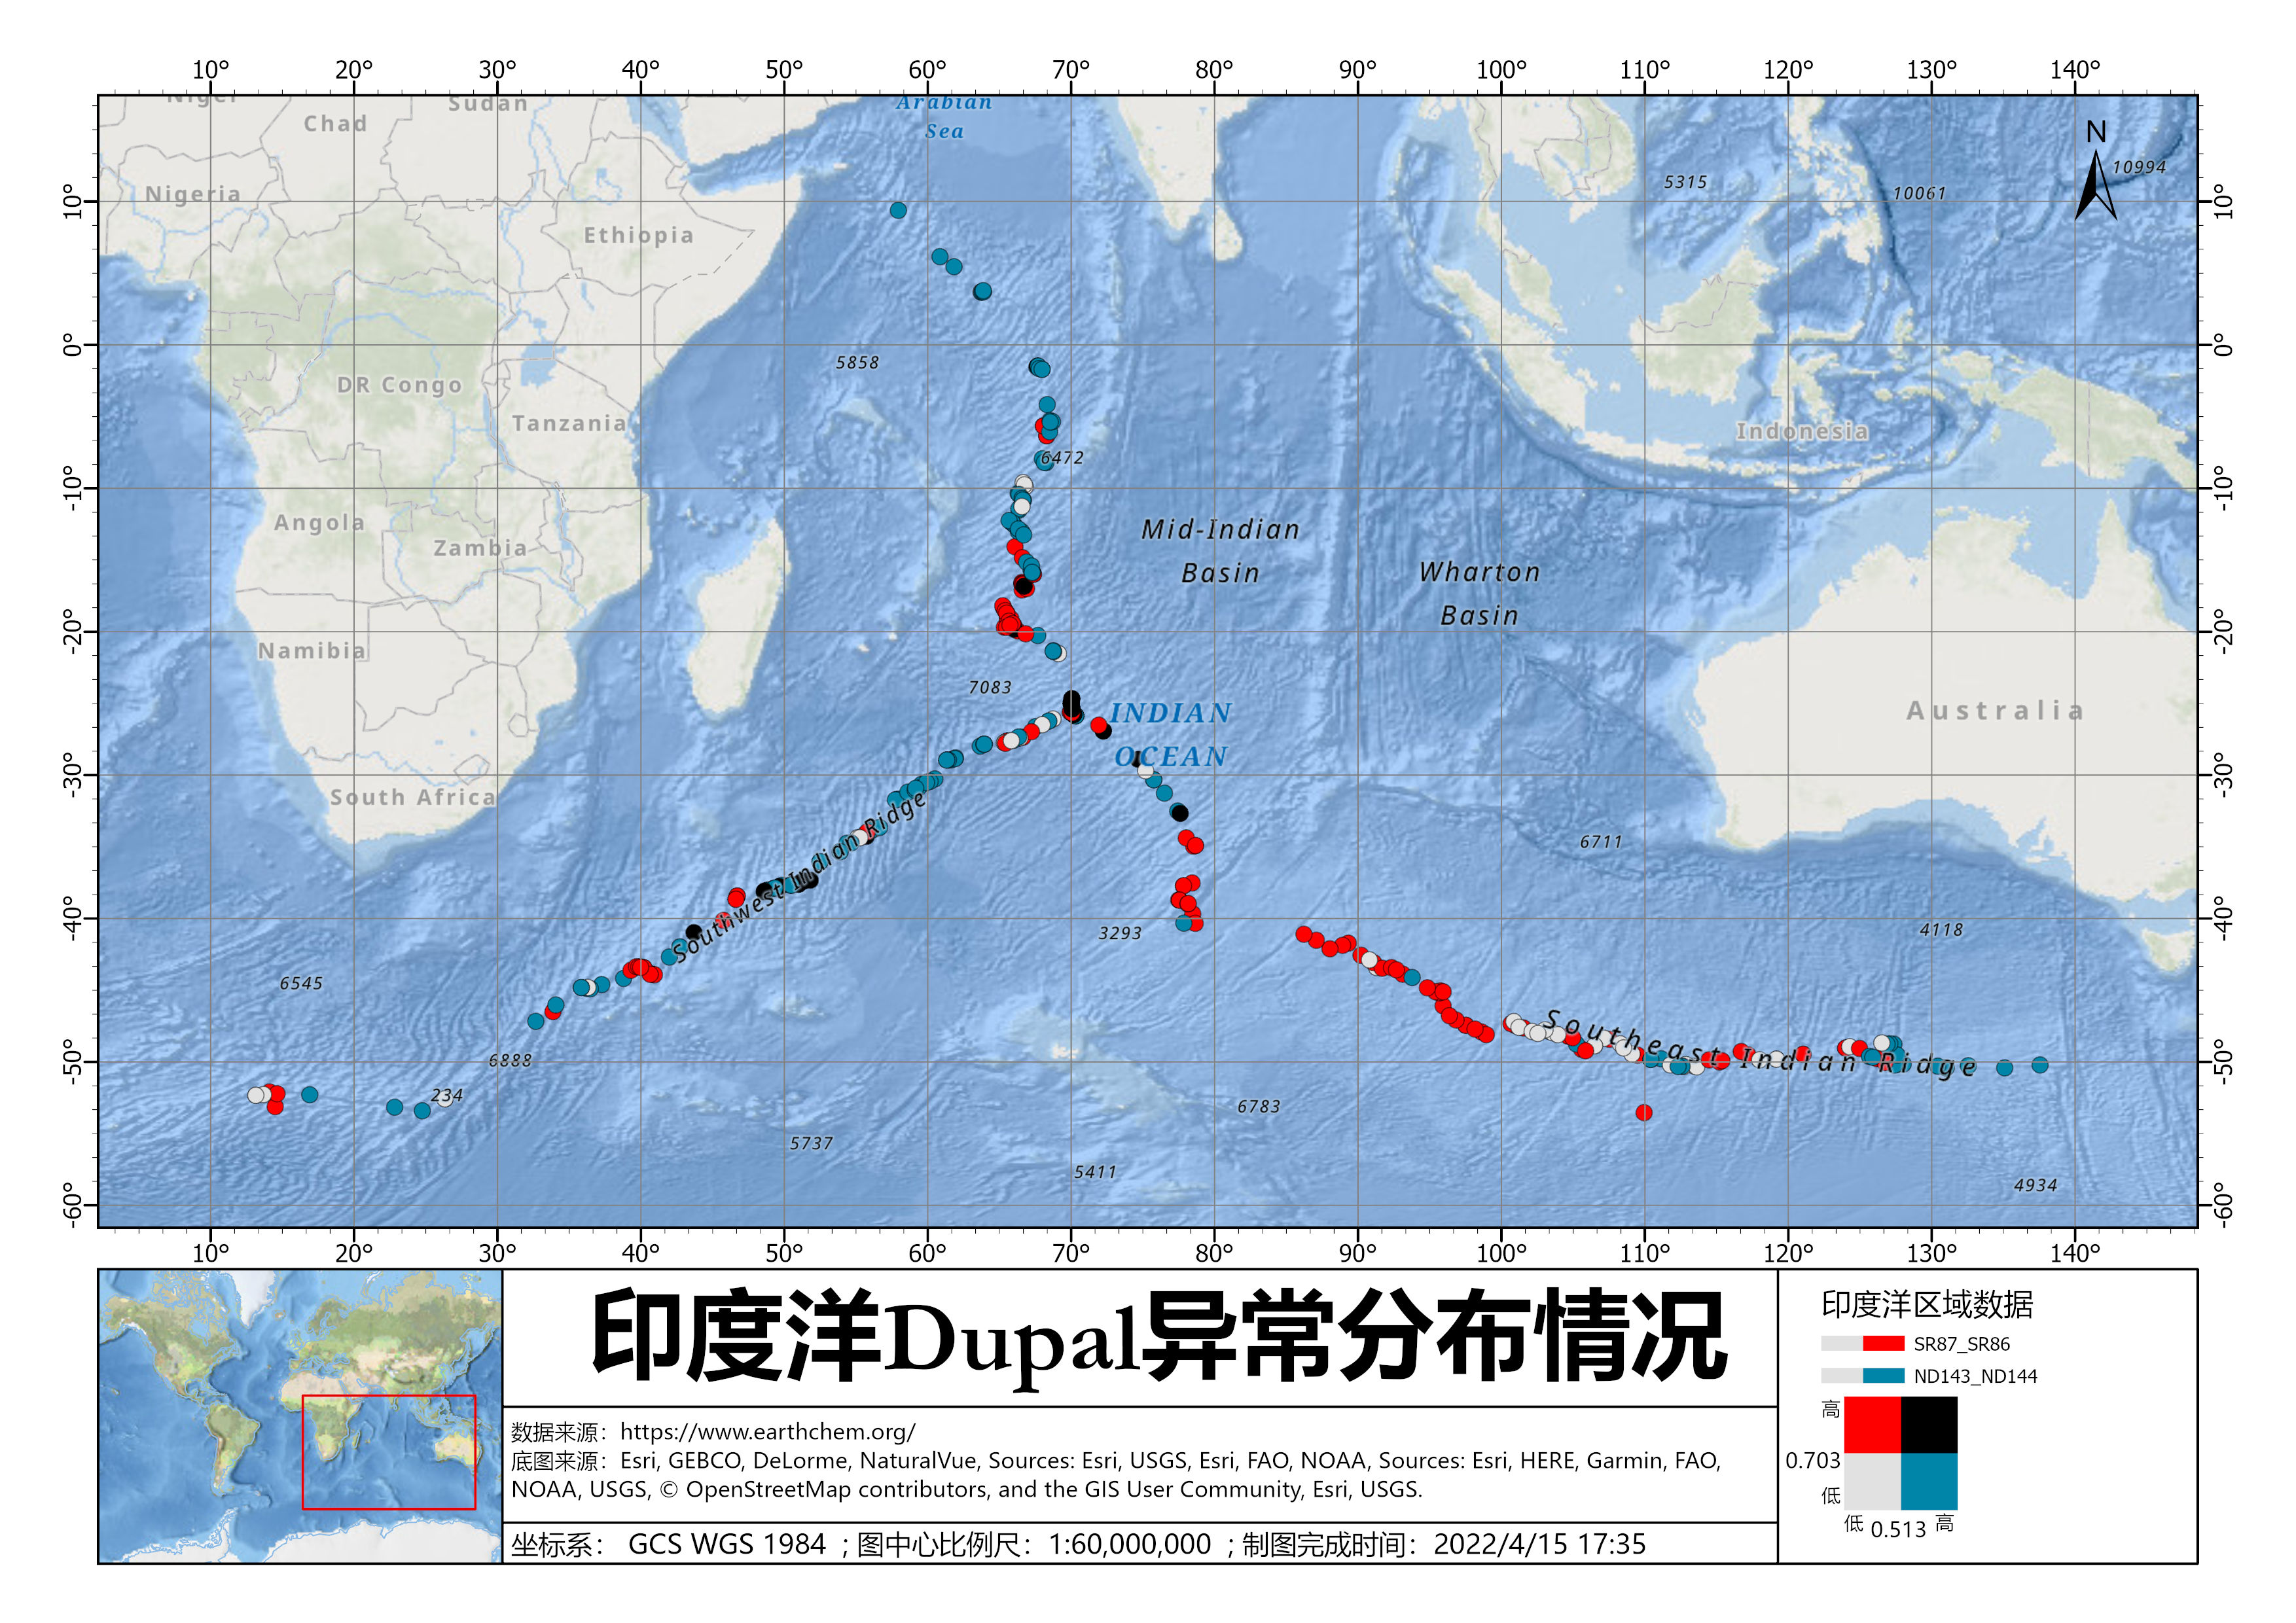 10° 20° 30° 40° 50° 60° 70° 80° 90° 100° 110° 120° 130° 140°
Niger
Sudan
Arabian
Sea
Chad
N
10994
5315
10061
Nigeria
10° 10°
Ethiopia
0° 0°
5858
DR Congo
Tanzania
Indonesia
6472
-10° -10°
Angola
Zambia
Mid-Indian
Basin
Wharton
Basin
-20° -20°
Namibia
7083
INDIAN
OCEAN
Australia
-30° -30°
South Africa
Southwest Indian Ridge
6711
-40° -40°
3293
4118
6545
Southeast Indian Ridge
-50° -50°
6888
234
6783
5737
5411
4934
-60° -60°
10° 20° 30° 40° 50° 60° 70° 80° 90° 100° 110° 120° 130° 140°
印度洋Dupal异常分布情况
数据来源：https://www.earthchem.org/
底图来源：Esri, GEBCO, DeLorme, NaturalVue, Sources: Esri, USGS, Esri, FAO, NOAA, Sources: Esri, HERE, Garmin, FAO,
NOAA, USGS, © OpenStreetMap contributors, and the GIS User Community, Esri, USGS.
坐标系： GCS WGS 1984 ；图中心比例尺：1:60,000,000 ；制图完成时间：2022/4/15 17:35
印度洋区域数据
SR87_SR86
ND143_ND144
高
0.703
低
低 0.513 高